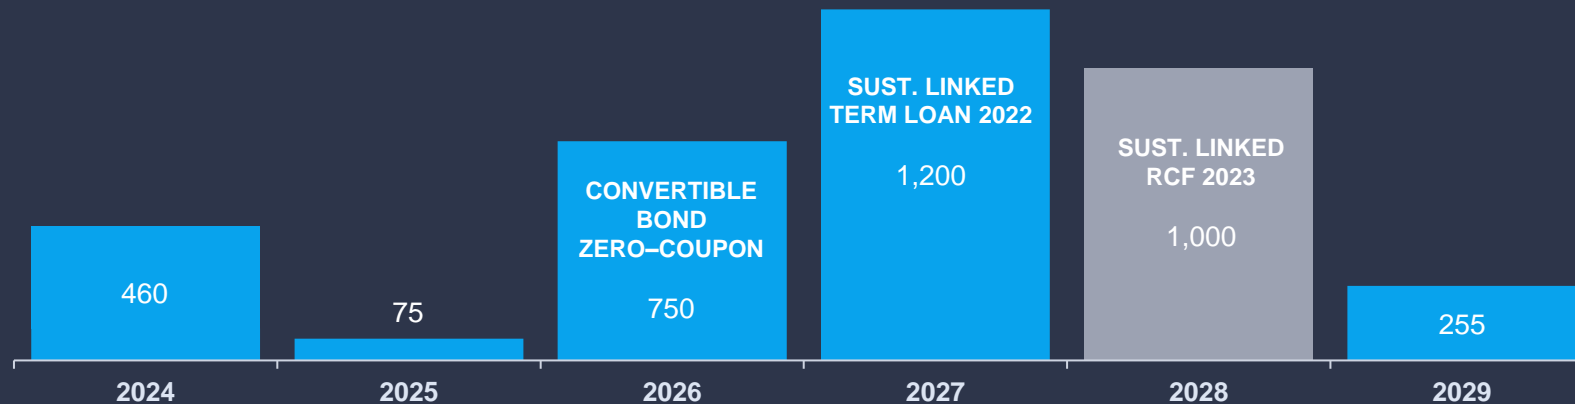 460
75
CONVERTIBLE
BOND
ZERO–COUPON
750
SUST. LINKED
TERM LOAN 2022
1,200
SUST. LINKED
RCF 2023
1,000
255
2024
2025
2026
2027
2028
2029